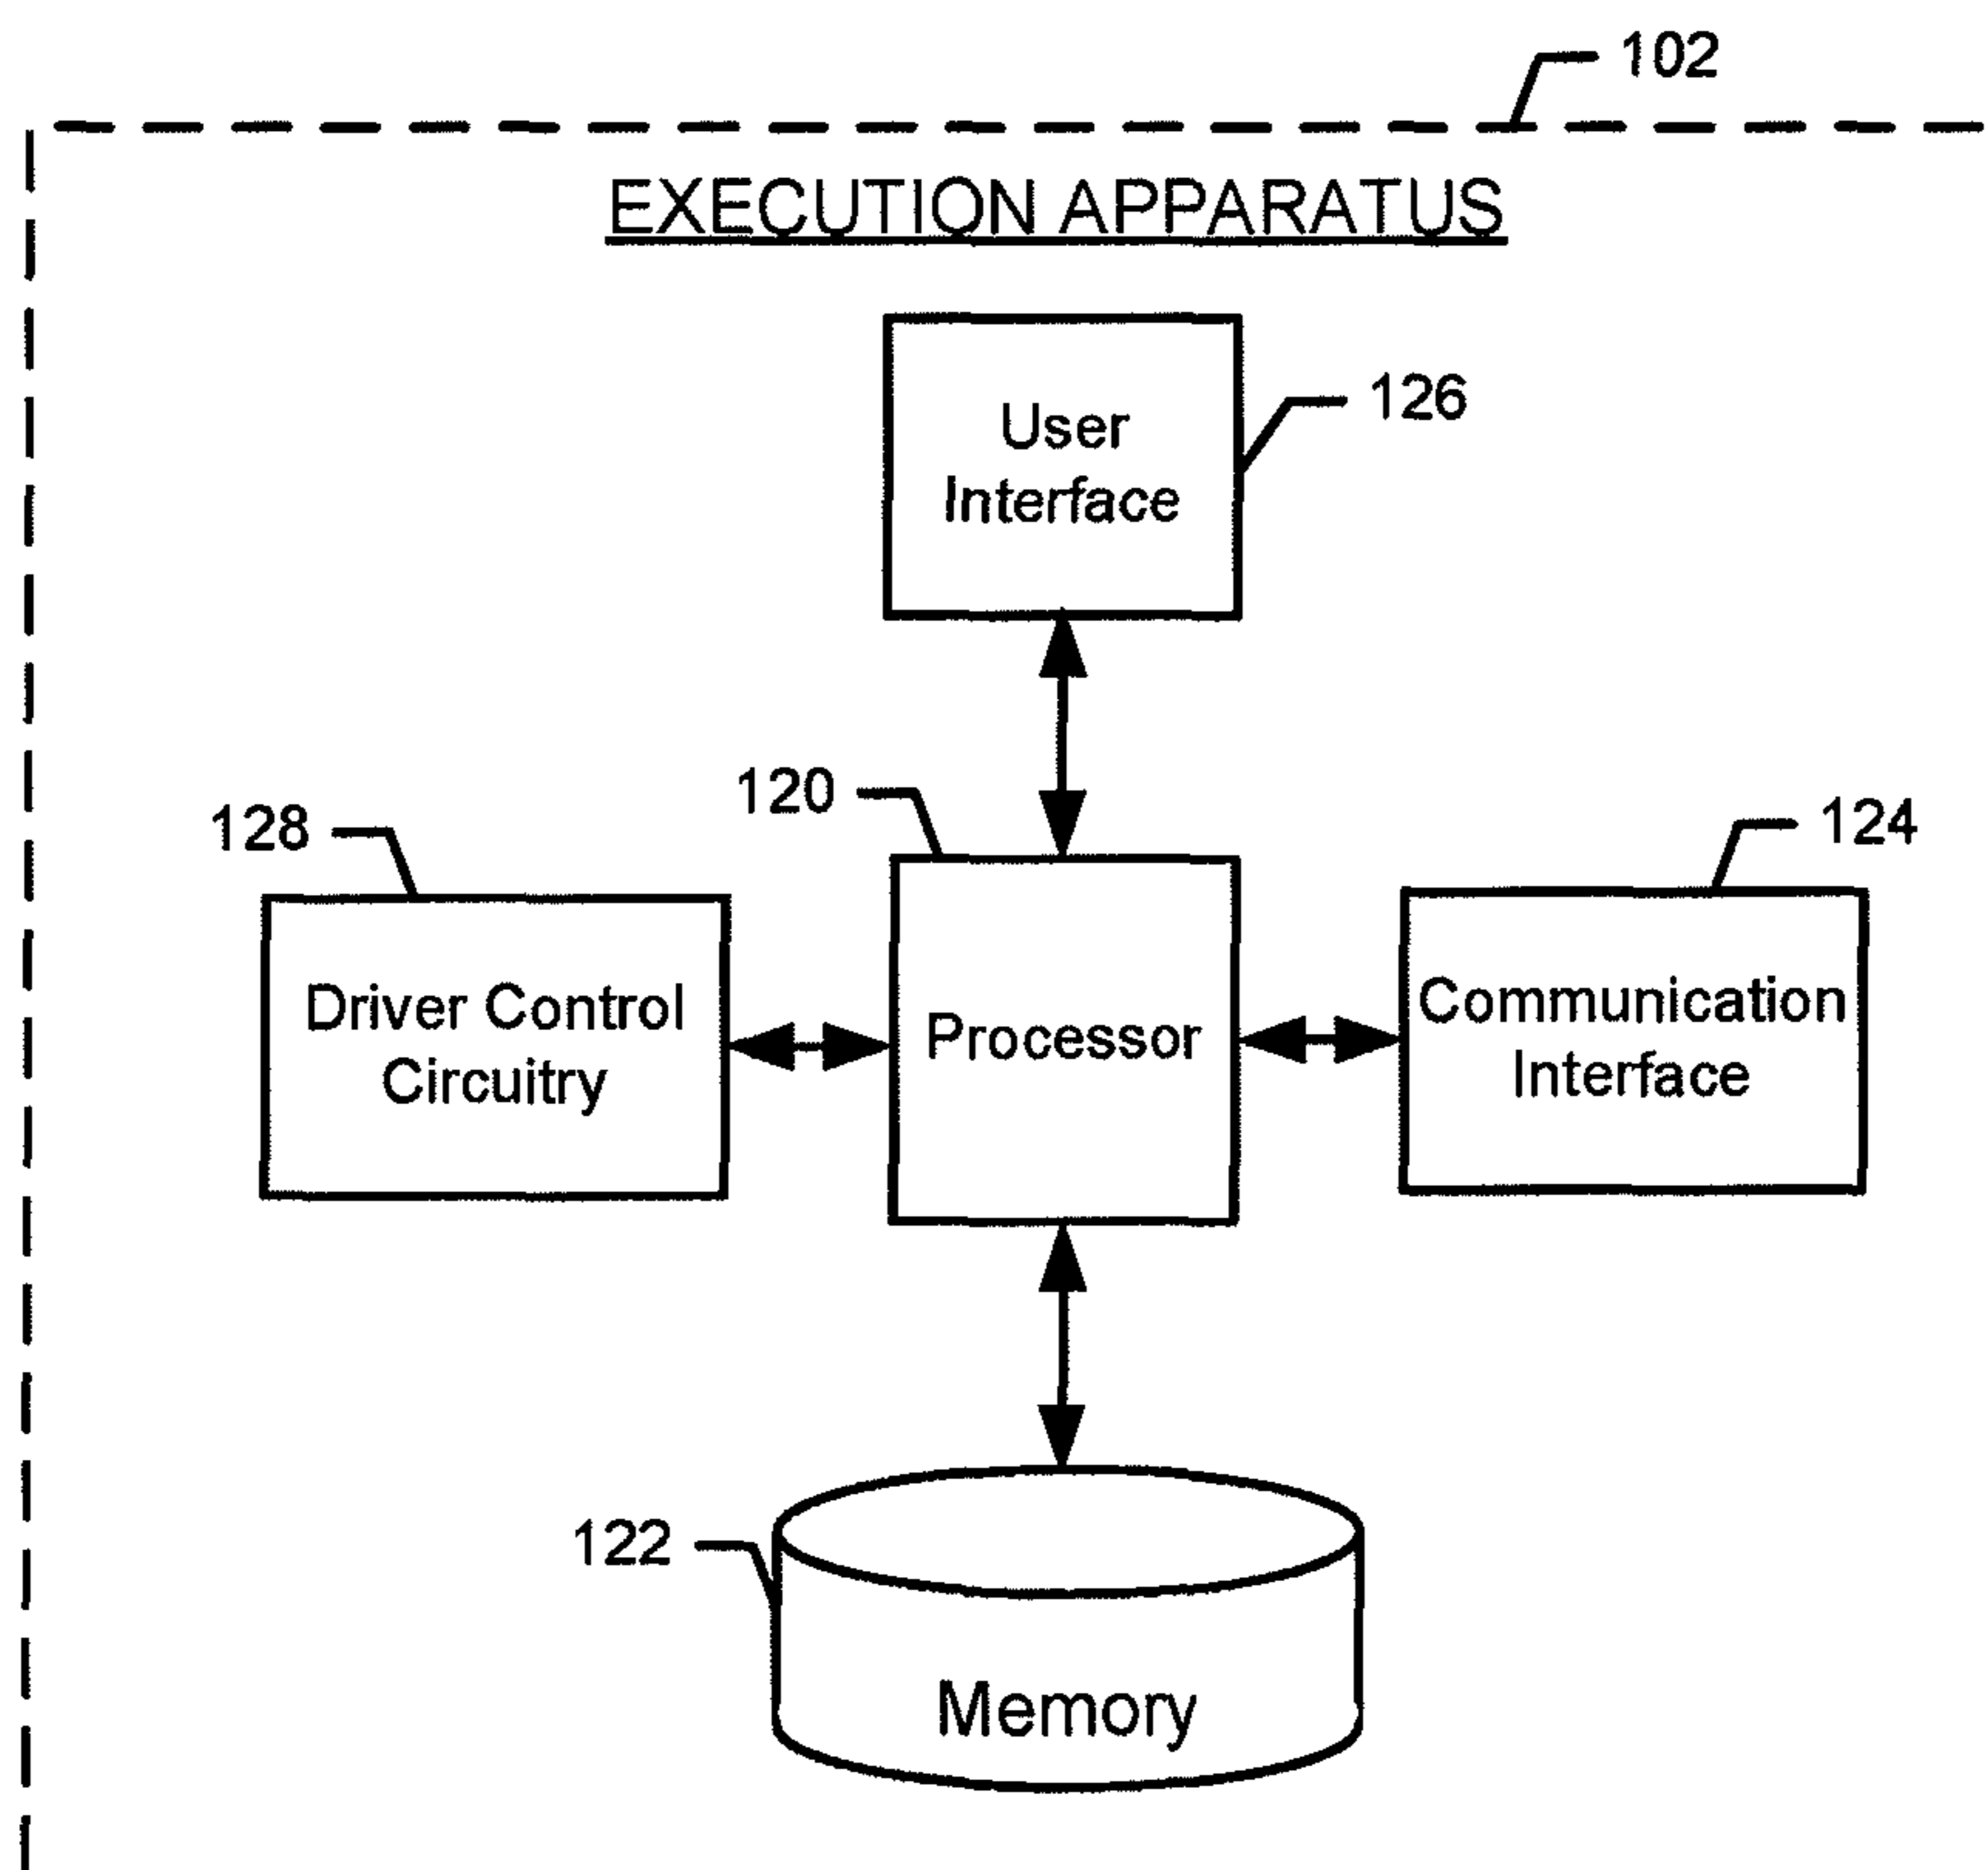 102
EXECUTION APPARATUS
User
Interface
126
120
128
124
Driver Control
Circuitry
Processor
Communication
Interface
122
Memory